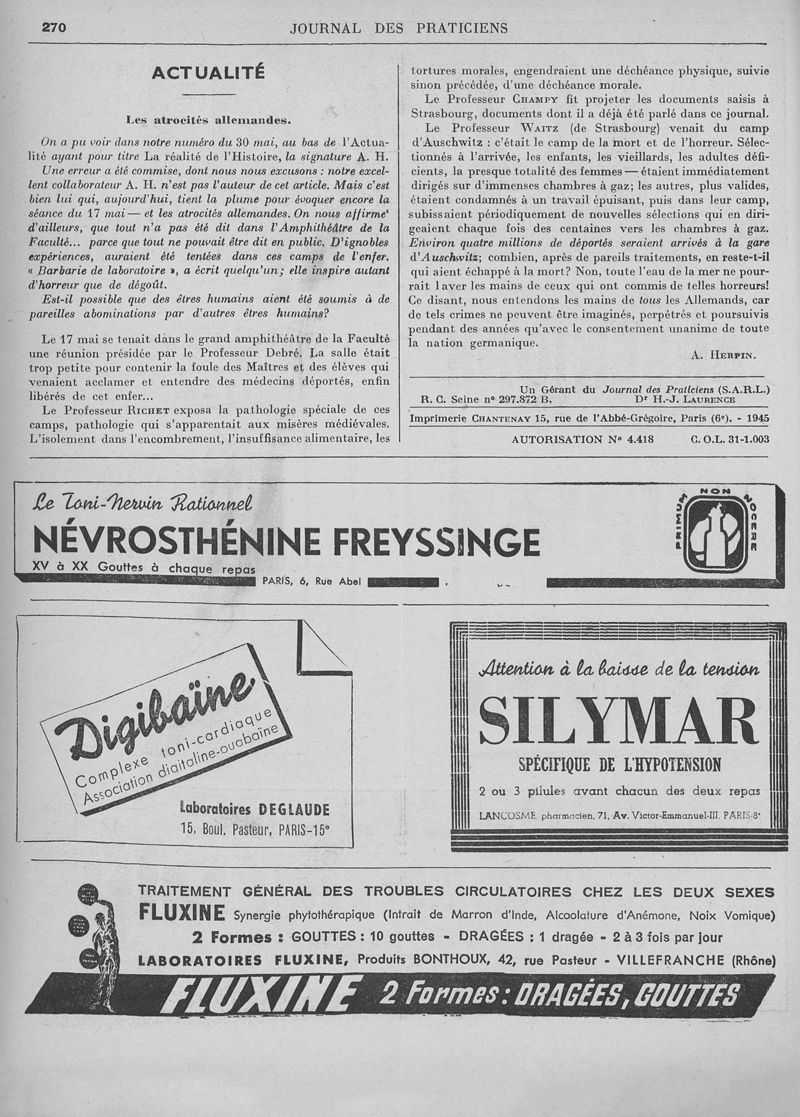 270
JOURNAL DES PRATICIENS
ACTUALITÉ
Les atrocités allemandes.
On a pu voir dans notre numéro du 30 mai, au bas de l'Actua-
lité ayant pour titre La réalité de l'Histoire, la signature A. H.
Une erreur a été commise, dont nous nous excusons : notre excel-
lent collaborateur A. H. n'est pas l'auteur de cet article. Mais c'est
bien lui qui, aujourd'hui, tient la plume pour évoquer encore la
séance du 17 mai — et les atrocités allemandes. On nous affirme'
d'ailleurs, que tout n'a pas été dit dans l'Amphithéâtre de la
Faculté... parce que tout ne pouvait être dit en public. D'ignobles
expériences, auraient été tentées dans ces camps de l'enfer.
« Barbarie de laboratoire », a écrit quelqu'un; elle inspire autant
d'horreur que de dégoût.
Est-il possible que des êtres humains aient été soumis à de
pareilles abominations par d'autres êtres humains?
Le 17 mai se tenait dans le grand amphithéâtre de la Faculté
une réunion présidée par le Professeur Debré. La salle était
trop petite pour contenir la foule des Maîtres et des élèves qui
venaient acclamer et entendre des médecins déportés, enfin
libérés de cet enfer...
Le Professeur RICHET exposa la pathologie spéciale de ces
camps, pathologie qui s'apparentait aux misères médiévales.
L'isolement dans l'encombrement, l'insuffisance alimentaire, les
tortures morales, engendraient une déchéance physique, suivie
sinon précédée, d'une déchéance morale.
Le Professeur CHAMPY fit projeter les documents saisis à
Strasbourg, documents dont il a déjà été parlé dans ce journal.
Le Professeur WAITZ (de Strasbourg) venait du camp
d'Auschwitz : c'était le camp de la mort et de l'horreur. Sélec-
tionnés à l'arrivée, les enfants, les vieillards, les adultes défi-
cients, la presque totalité des femmes — étaient immédiatement
dirigés sur d'immenses chambres à gaz; les autres, plus valides,
étaient condamnés à un travail épuisant, puis dans leur camp,
subissaient périodiquement de nouvelles sélections qui en diri-
geaient chaque fois des centaines vers les chambres à gaz.
Environ quatre millions de déportés seraient arrivés à la gare
d'Auschwitz; combien, après de pareils traitements, en reste-t-il
qui aient échappé à la mort? Non, toute l'eau de la mer ne pour-
rait laver les mains de ceux qui ont commis de telles horreurs!
Ce disant, nous entendons les mains de tous les Allemands, car
de tels crimes ne peuvent être imaginés, perpétrés et poursuivis
pendant des années qu'avec le consentement unanime de toute
la nation germanique.
A. HERPIN.
Un Gérant du Journal des Praticiens (S.A.R.L.)
R. C. Seine n° 297.872 B. Dr H.-J. LAURENCE
Imprimerie CHANTENAY 15, rue de l'Abbé-Grégoire, Paris (6e). - 1945
AUTORISATION N° 4.418 C.O.L. 31-1.003
Le Toni-Nervin Rationnel
NÉVROSTHÉNINE FREYSSINGE
XV à XX Gouttes à chaque repas
PARIS, 6, Rue Abel
PRIMUM NON NOCERE
Digibaïne
Complexe toni-cardiaque
Association digitaline-ouabaïne
Laboratoires DEGLAUDE
15, Boul. Pasteur, PARIS-15e
Attention à la baisse de la tension
SILYMAR
SPÉCIFIQUE DE L'HYPOTENSION
2 ou 3 pilules avant chacun des deux repas
LANCOSME, pharmacien, 71, Av. Victor-Emmanuel-III, PARIS-8e
TRAITEMENT GÉNÉRAL DES TROUBLES CIRCULATOIRES CHEZ LES DEUX SEXES
FLUXINE Synergie phytothérapique (Intrait de Marron d'Inde, Alcoolature d'Anémone, Noix Vomique)
2 Formes : GOUTTES : 10 gouttes - DRAGÉES : 1 dragée - 2 à 3 fois par jour
LABORATOIRES FLUXINE, Produits BONTHOUX, 42, rue Pasteur - VILLEFRANCHE (Rhône)
FLUXINE 2 Formes : DRAGÉES, GOUTTES